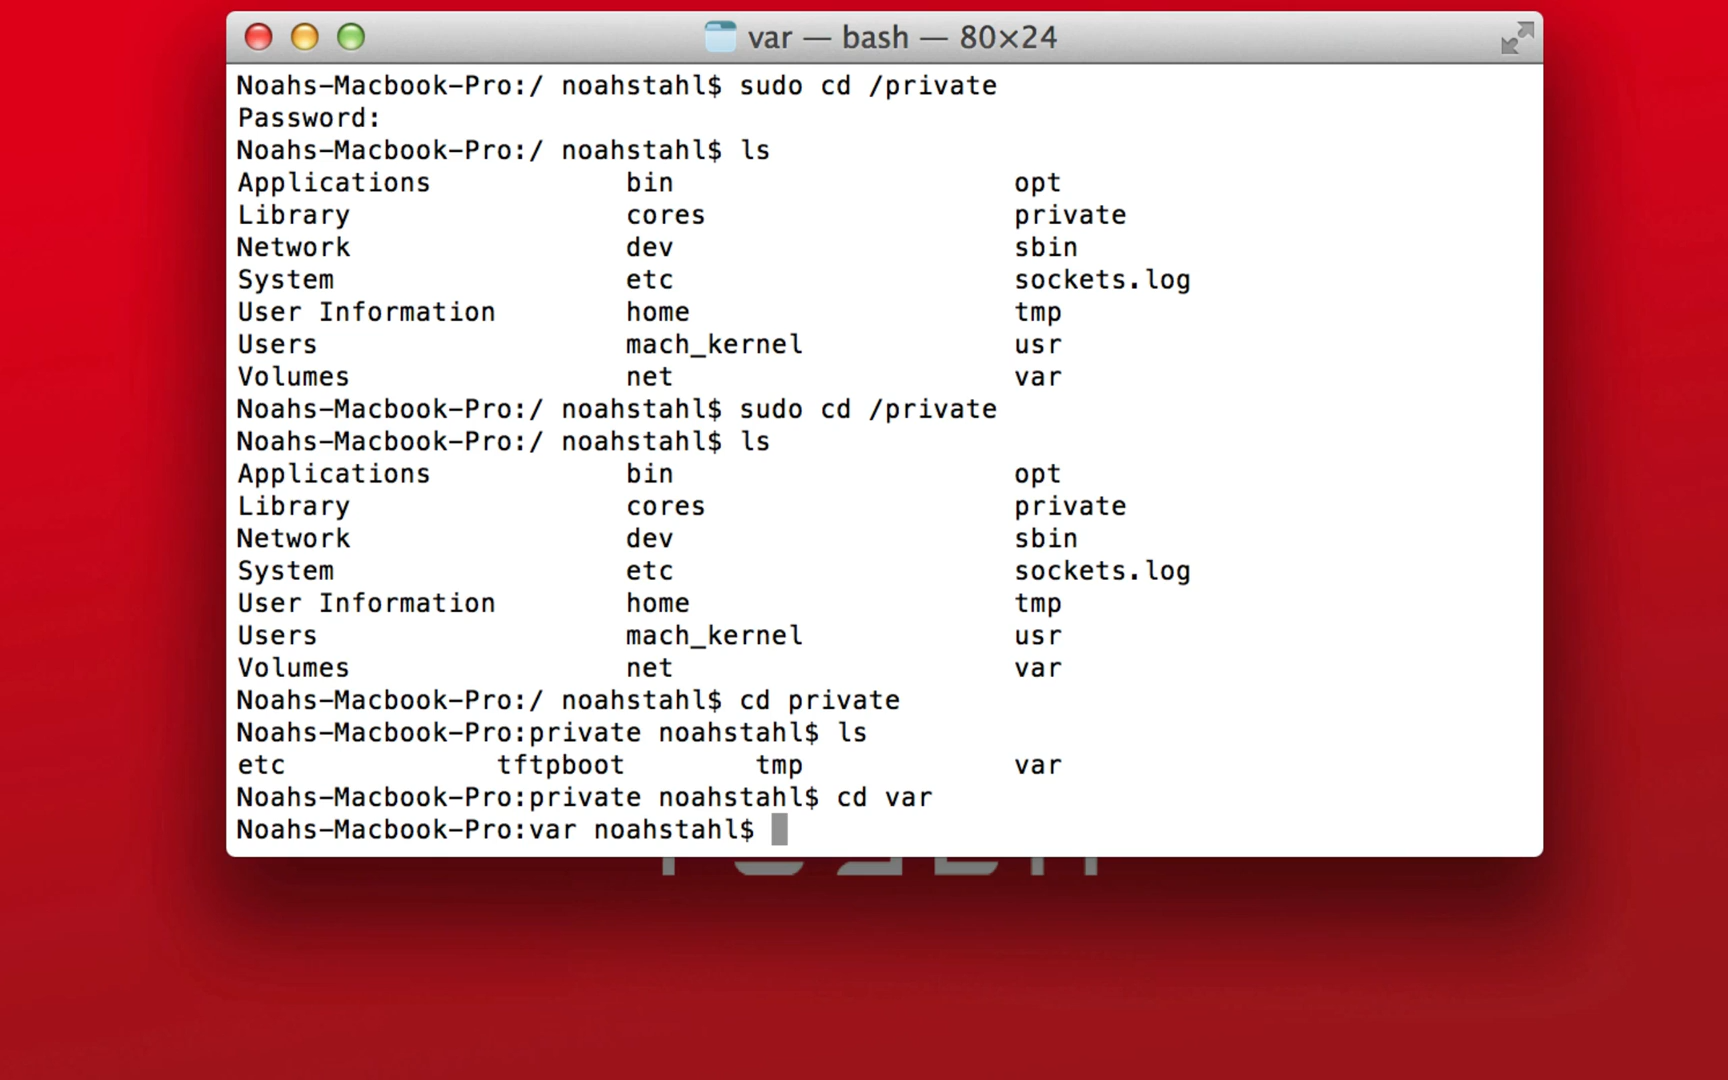 var — bash — 80×24
Noahs-Macbook-Pro:/ noahstahl$ sudo cd /private
Password:
Noahs-Macbook-Pro:/ noahstahl$ ls
Applications bin opt
Library cores private
Network dev sbin
System etc sockets.log
User Information home tmp
Users mach_kernel usr
Volumes net var
Noahs-Macbook-Pro:/ noahstahl$ sudo cd /private
Noahs-Macbook-Pro:/ noahstahl$ ls
Applications bin opt
Library cores private
Network dev sbin
System etc sockets.log
User Information home tmp
Users mach_kernel usr
Volumes net var
Noahs-Macbook-Pro:/ noahstahl$ cd private
Noahs-Macbook-Pro:private noahstahl$ ls
etc tftpboot tmp var
Noahs-Macbook-Pro:private noahstahl$ cd var
Noahs-Macbook-Pro:var noahstahl$